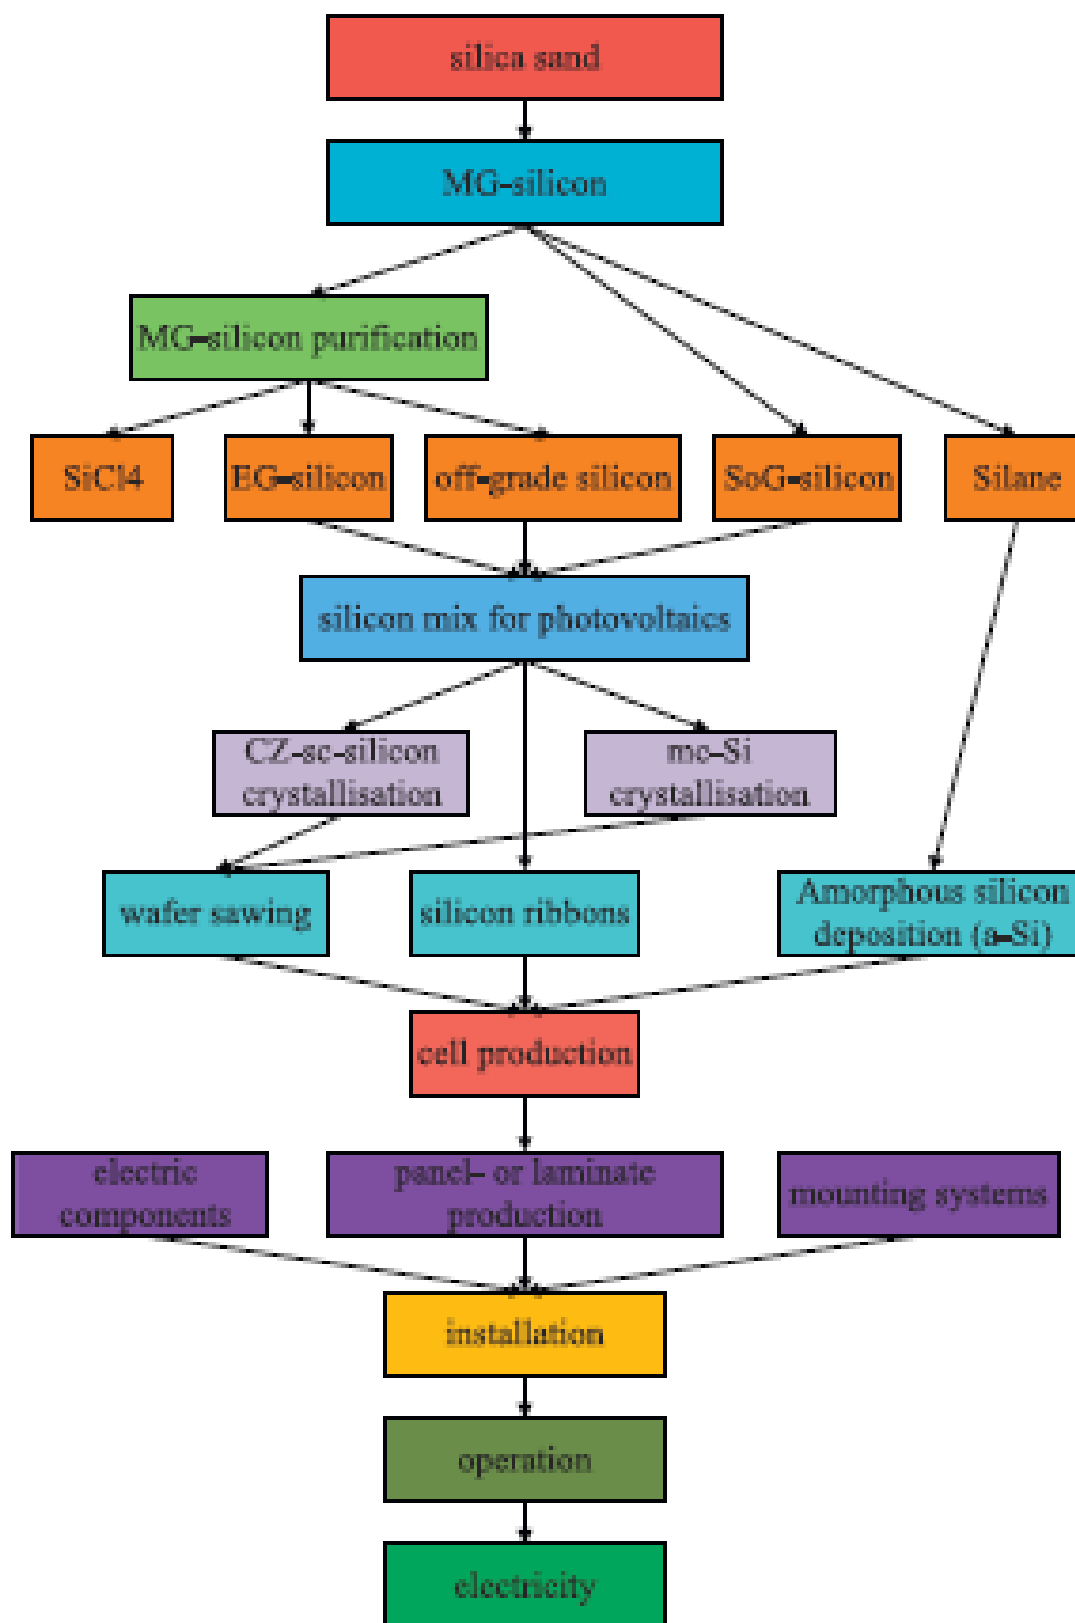 silica sand
MG-silicon
MG-silicon purification
SiCl4
EG-silicon
off-grade silicon
SoG-silicon
Silane
silicon mix for photovoltaics
CZ-sc-silicon
crystallisation
mc-Si
crystallisation
wafer sawing
silicon ribbons
Amorphous silicon
deposition (a-Si)
cell production
electric
components
panel- or laminate
production
mounting systems
installation
operation
electricity